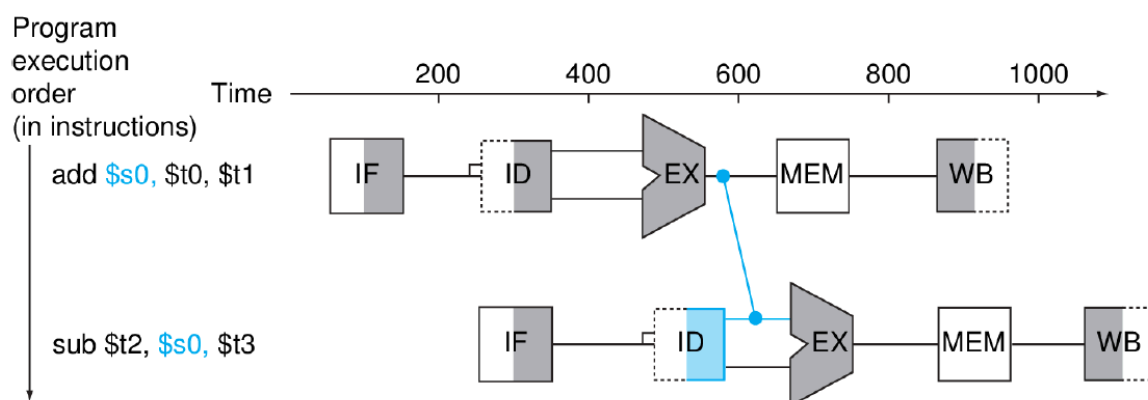 Program
execution
order
(in instructions)
Time
200 400 600 800 1000
add $s0, $t0, $t1
IF ID EX MEM WB
sub $t2, $s0, $t3
IF ID EX MEM WB